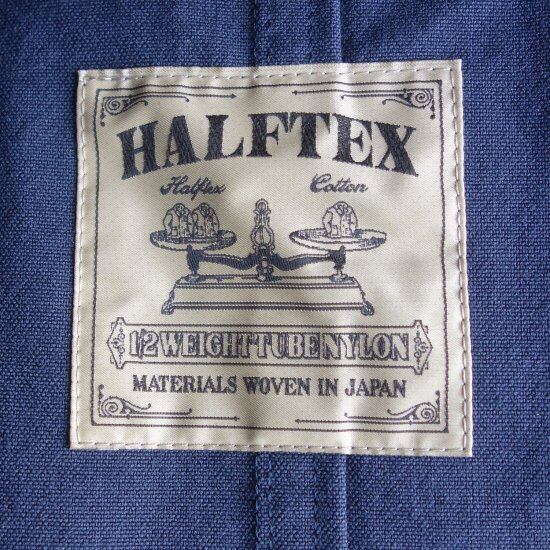 HALFTEX
Halftex Cotton
1/2 WEIGHT TUBE NYLON
MATERIALS WOVEN IN JAPAN